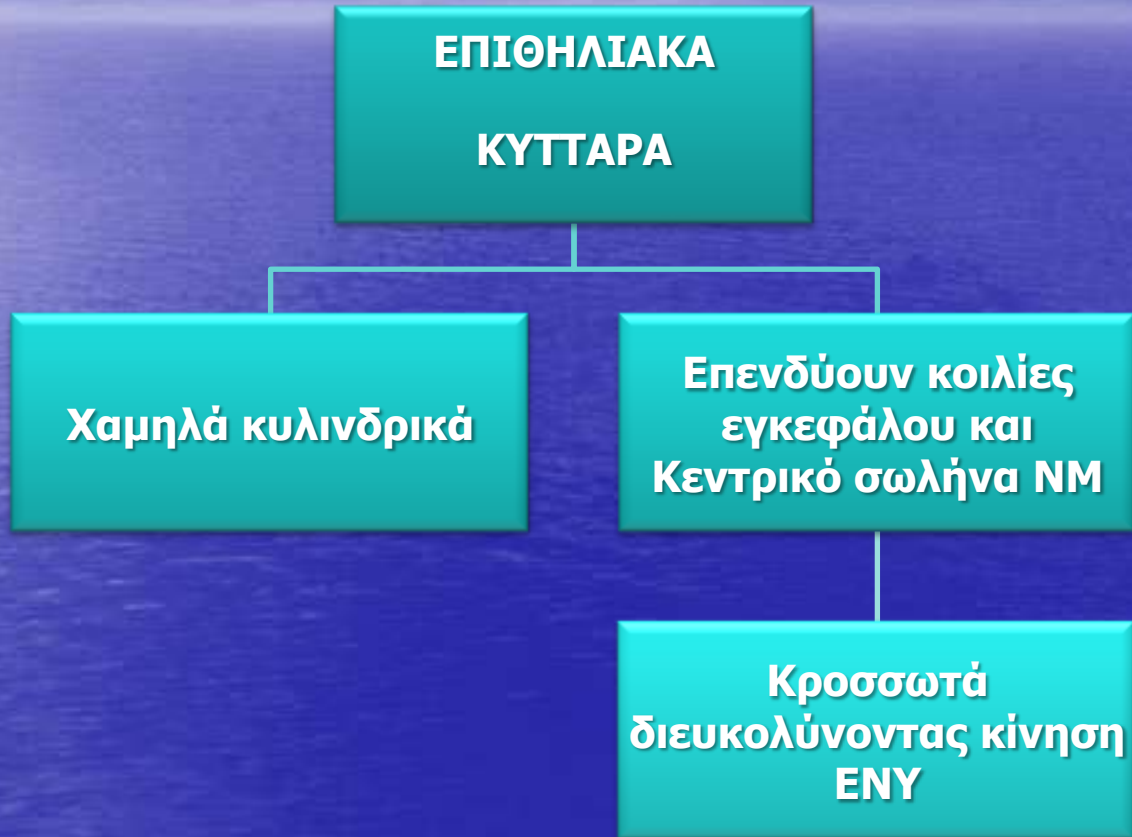 ΕΠΙΘΗΛΙΑΚΑ
ΚΥΤΤΑΡΑ
Χαμηλά κυλινδρικά
Επενδύουν κοιλίες
εγκεφάλου και
Κεντρικό σωλήνα ΝΜ
Κροσσωτά
διευκολύνοντας κίνηση
ΕΝΥ